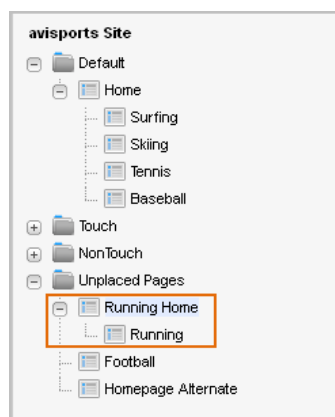 avisports Site
Default
Home
Surfing
Skiing
Tennis
Baseball
Touch
NonTouch
Unplaced Pages
Running Home
Running
Football
Homepage Alternate